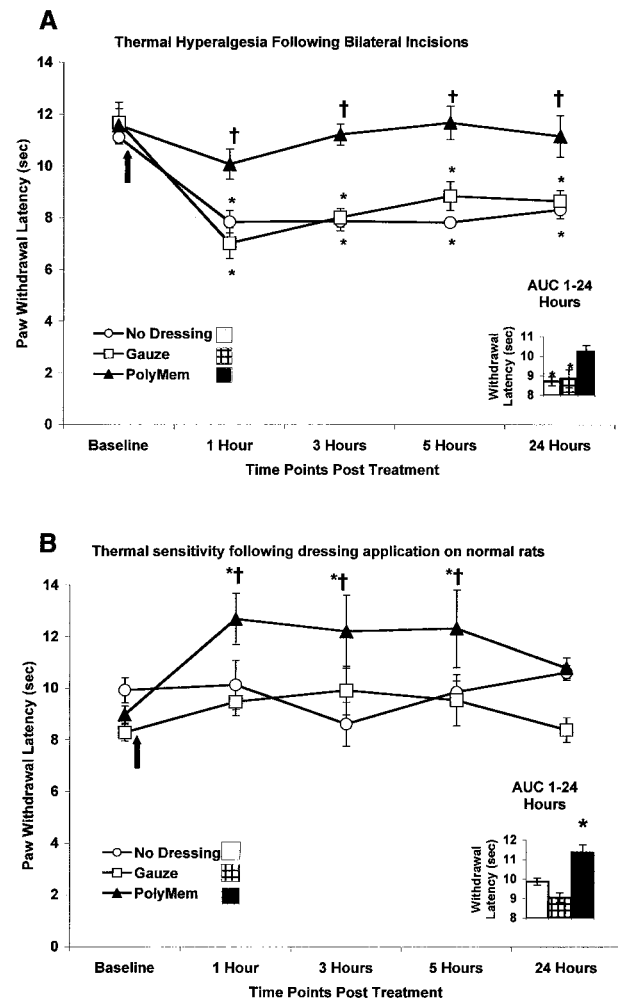 A
Thermal Hyperalgesia Following Bilateral Incisions
14
12
10
8
6
4
2
0
Paw Withdrawal Latency (sec)
† † † †
* * * *
* * * *
No Dressing
Gauze
PolyMem
AUC 1-24
Hours
Withdrawal
Latency (sec)
11
10
9
8
* *
Baseline 1 Hour 3 Hours 5 Hours 24 Hours
Time Points Post Treatment
B
Thermal sensitivity following dressing application on normal rats
14
12
10
8
6
4
2
0
Paw Withdrawal Latency (sec)
*† *† *†
No Dressing
Gauze
PolyMem
AUC 1-24
Hours
*
Withdrawal
Latency (sec)
12
11
10
9
8
Baseline 1 Hour 3 Hours 5 Hours 24 Hours
Time Points Post Treatment